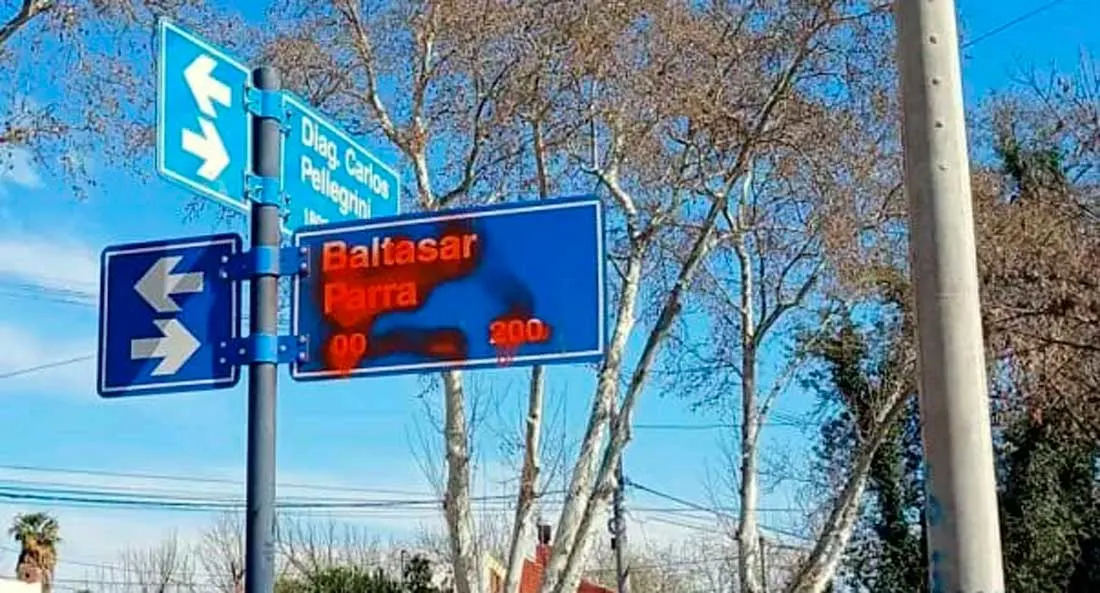 Diag. Carlos
Pellegrini
Baltasar
Parra
00 200